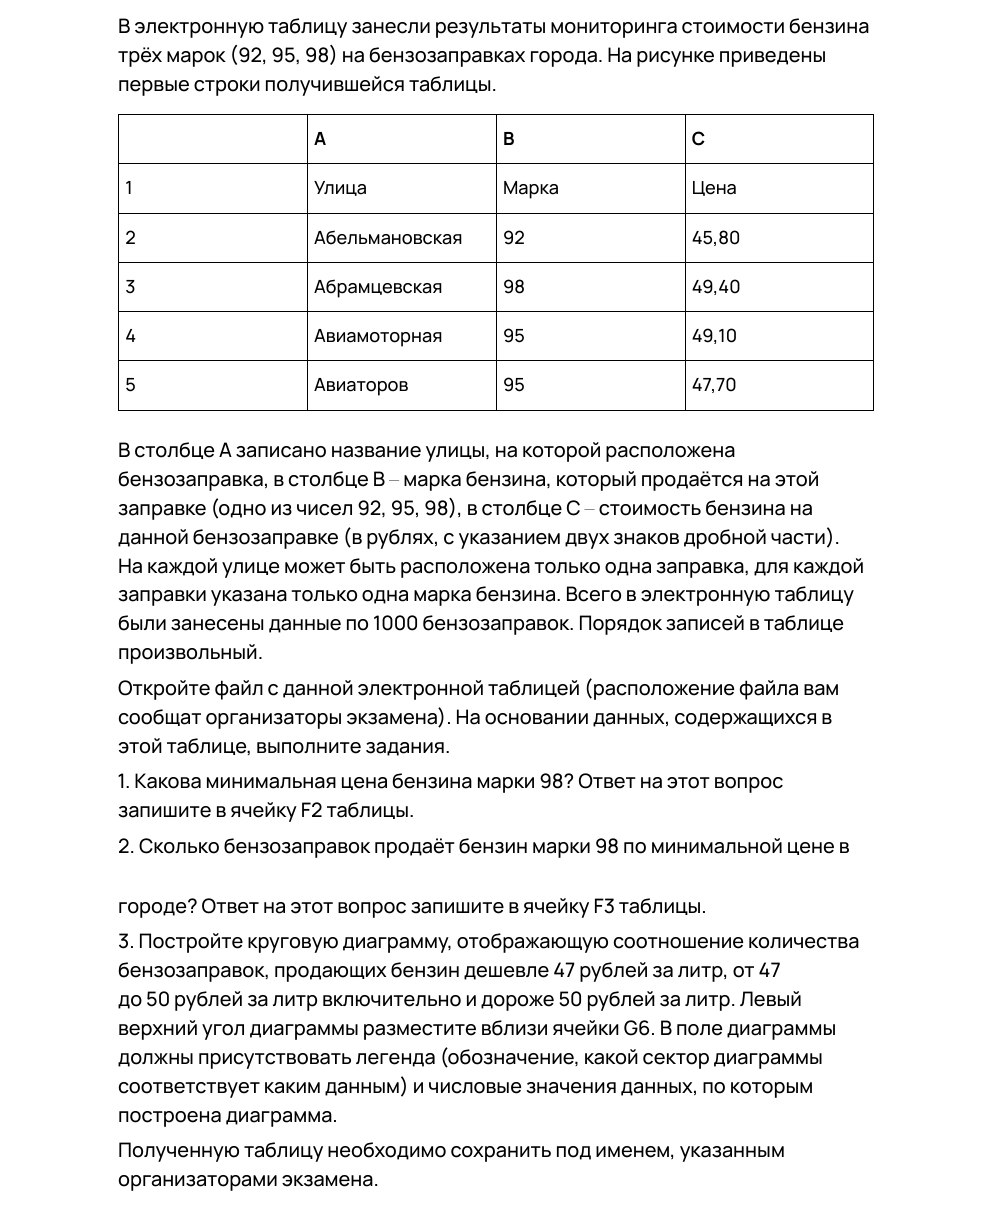 В электронную таблицу занесли результаты мониторинга стоимости бензина
трёх марок (92, 95, 98) на бензозаправках города. На рисунке приведены
первые строки получившейся таблицы.
A B C
1 Улица Марка Цена
2 Абельмановская 92 45,80
3 Абрамцевская 98 49,40
4 Авиамоторная 95 49,10
5 Авиаторов 95 47,70
В столбце A записано название улицы, на которой расположена
бензозаправка, в столбце B – марка бензина, который продаётся на этой
заправке (одно из чисел 92, 95, 98), в столбце C – стоимость бензина на
данной бензозаправке (в рублях, с указанием двух знаков дробной части).
На каждой улице может быть расположена только одна заправка, для каждой
заправки указана только одна марка бензина. Всего в электронную таблицу
были занесены данные по 1000 бензозаправок. Порядок записей в таблице
произвольный.
Откройте файл с данной электронной таблицей (расположение файла вам
сообщат организаторы экзамена). На основании данных, содержащихся в
этой таблице, выполните задания.
1. Какова минимальная цена бензина марки 98? Ответ на этот вопрос
запишите в ячейку F2 таблицы.
2. Сколько бензозаправок продаёт бензин марки 98 по минимальной цене в
городе? Ответ на этот вопрос запишите в ячейку F3 таблицы.
3. Постройте круговую диаграмму, отображающую соотношение количества
бензозаправок, продающих бензин дешевле 47 рублей за литр, от 47
до 50 рублей за литр включительно и дороже 50 рублей за литр. Левый
верхний угол диаграммы разместите вблизи ячейки G6. В поле диаграммы
должны присутствовать легенда (обозначение, какой сектор диаграммы
соответствует каким данным) и числовые значения данных, по которым
построена диаграмма.
Полученную таблицу необходимо сохранить под именем, указанным
организаторами экзамена.